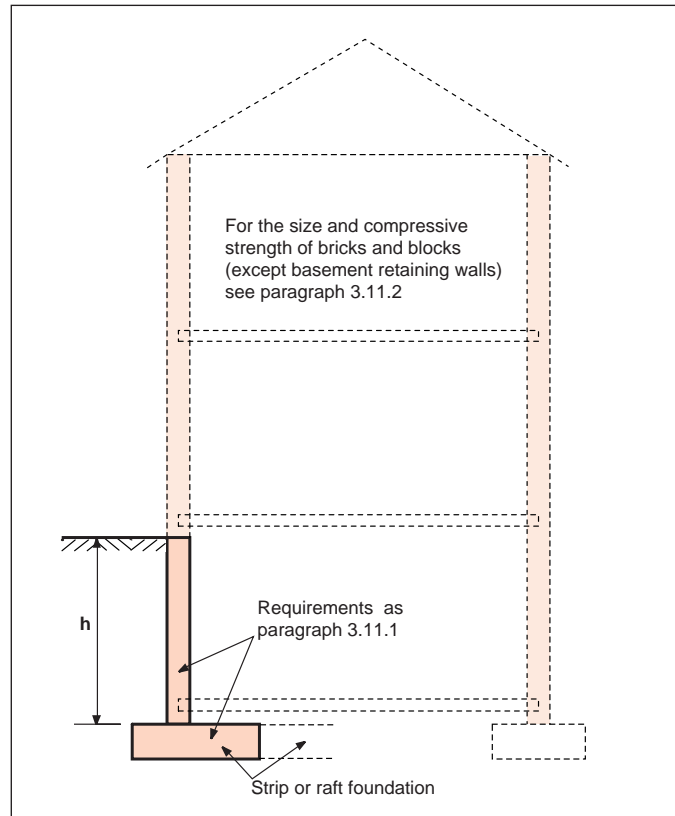 For the size and compressive
strength of bricks and blocks
(except basement retaining walls)
see paragraph 3.11.2
h
Requirements as
paragraph 3.11.1
Strip or raft foundation